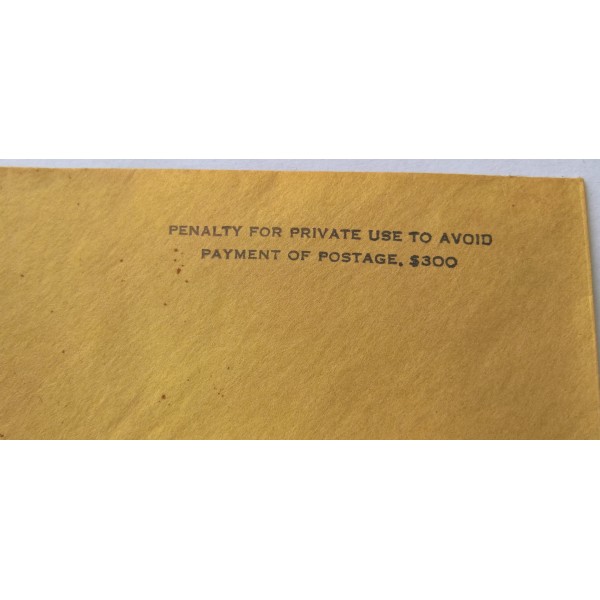 PENALTY FOR PRIVATE USE TO AVOID
PAYMENT OF POSTAGE, $300